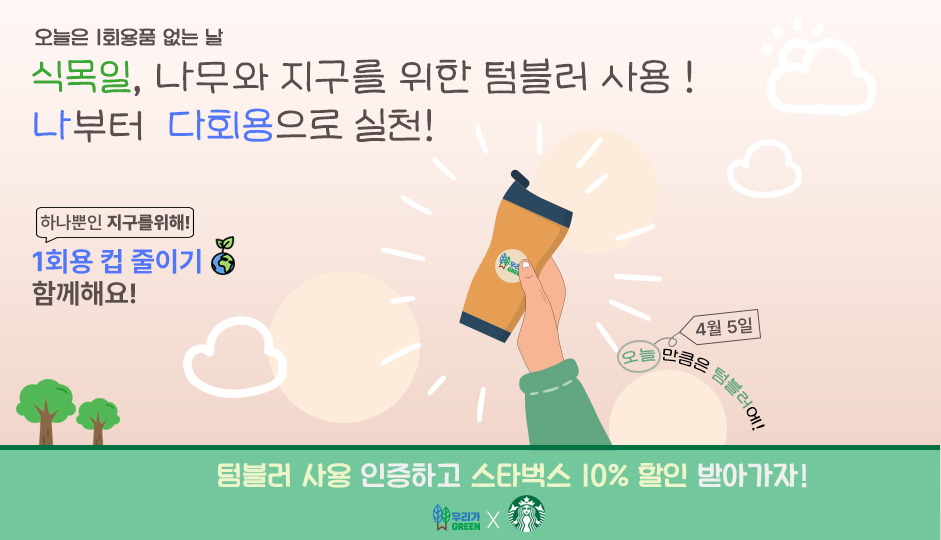 오늘은 1회용품 없는 날
식목일, 나무와 지구를 위한 텀블러 사용 !
나부터 다회용으로 실천!
하나뿐인 지구를위해!
1회용 컵 줄이기
함께해요!
우리가
GREEN
4월 5일
오늘 만큼은 텀블러에!
텀블러 사용 인증하고 스타벅스 10% 할인 받아가자!
우리가
GREEN
X